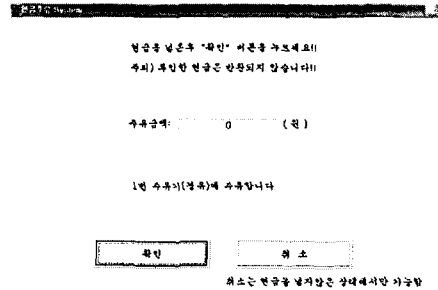 현금을 넣은후 "확인" 버튼을 누르세요!!
주의) 투입한 현금은 반환되지 않습니다!!
주유금액: 0 (원)
1번 주유기(경유)에 주유합니다
확인 취소
취소는 현금을 넣지않은 상태에서만 가능함